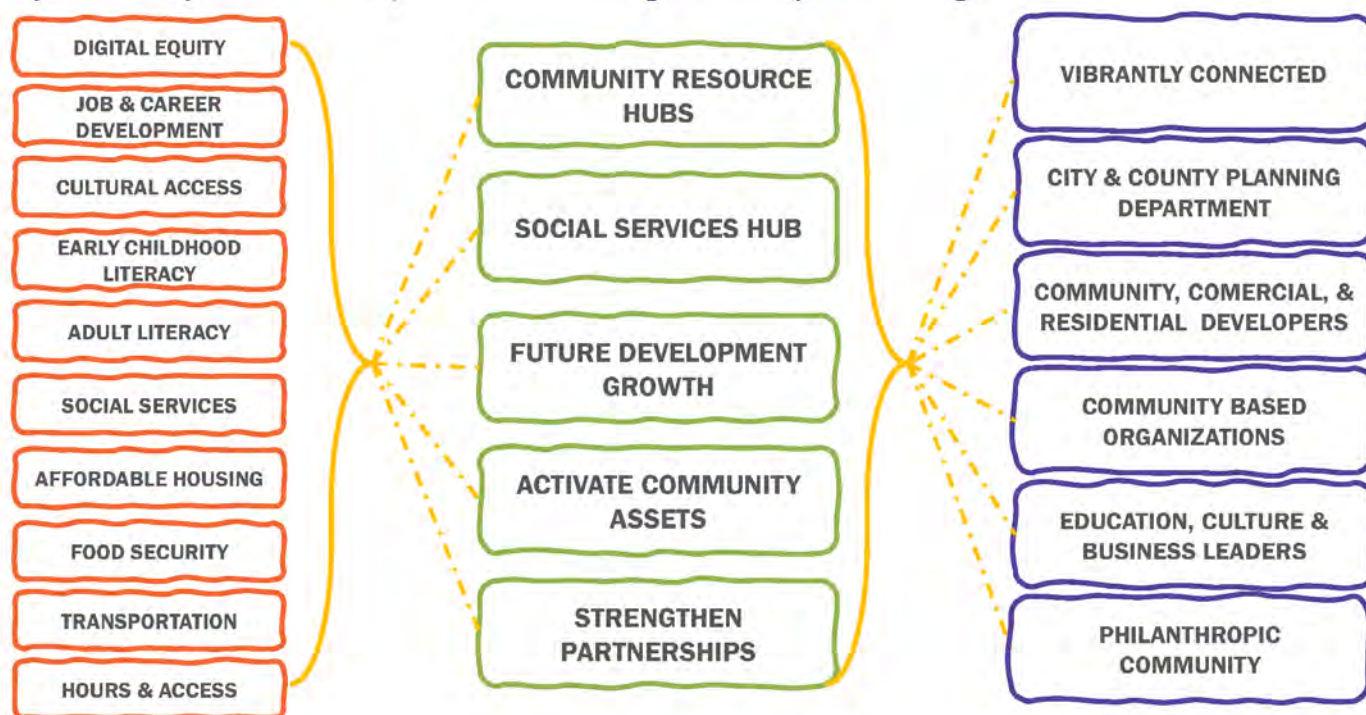 DIGITAL EQUITY
JOB & CAREER
DEVELOPMENT
CULTURAL ACCESS
EARLY CHILDHOOD
LITERACY
ADULT LITERACY
SOCIAL SERVICES
AFFORDABLE HOUSING
FOOD SECURITY
TRANSPORTATION
HOURS & ACCESS
COMMUNITY RESOURCE
HUBS
SOCIAL SERVICES HUB
FUTURE DEVELOPMENT
GROWTH
ACTIVATE COMMUNITY
ASSETS
STRENGTHEN
PARTNERSHIPS
VIBRANTLY CONNECTED
CITY & COUNTY PLANNING
DEPARTMENT
COMMUNITY, COMERCIAL, &
RESIDENTIAL DEVELOPERS
COMMUNITY BASED
ORGANIZATIONS
EDUCATION, CULTURE &
BUSINESS LEADERS
PHILANTHROPIC
COMMUNITY